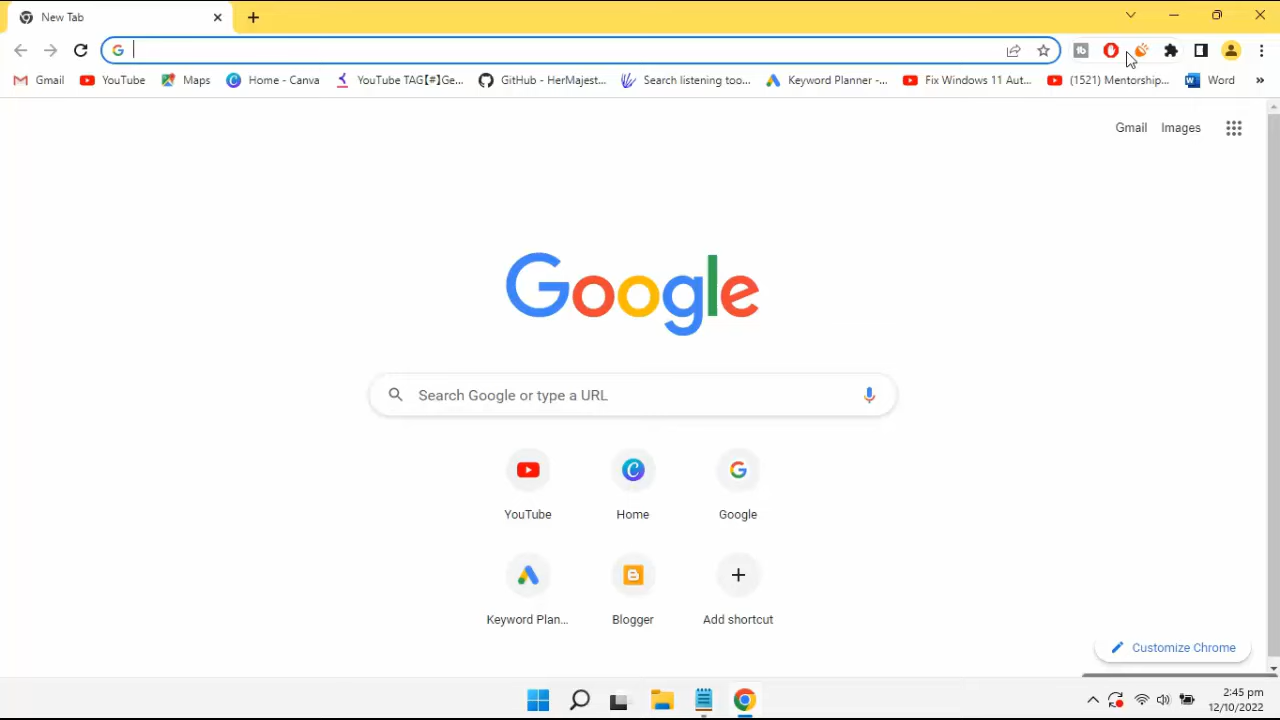 New Tab
Gmail
YouTube
Maps
Home - Canva
YouTube TAG【#】Ge...
GitHub - HerMajest...
Search listening too...
Keyword Planner -...
Fix Windows 11 Aut...
(1521) Mentorship...
Word
»
Gmail
Images
Google
Search Google or type a URL
YouTube
Home
Google
Keyword Plan...
Blogger
Add shortcut
Customize Chrome
2:45 pm
12/10/2022